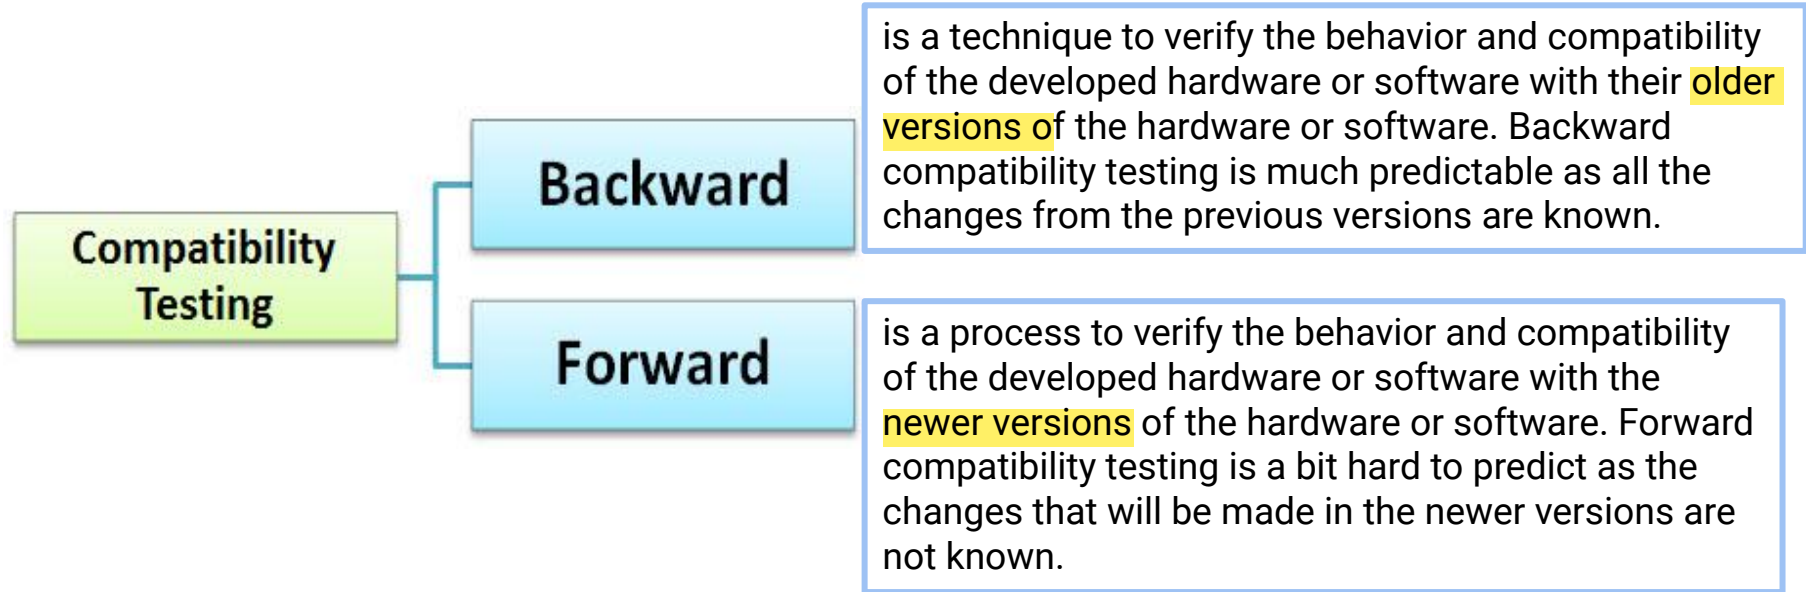 Compatibility
Testing
Backward
is a technique to verify the behavior and compatibility
of the developed hardware or software with their older
versions of the hardware or software. Backward
compatibility testing is much predictable as all the
changes from the previous versions are known.
Forward
is a process to verify the behavior and compatibility
of the developed hardware or software with the
newer versions of the hardware or software. Forward
compatibility testing is a bit hard to predict as the
changes that will be made in the newer versions are
not known.